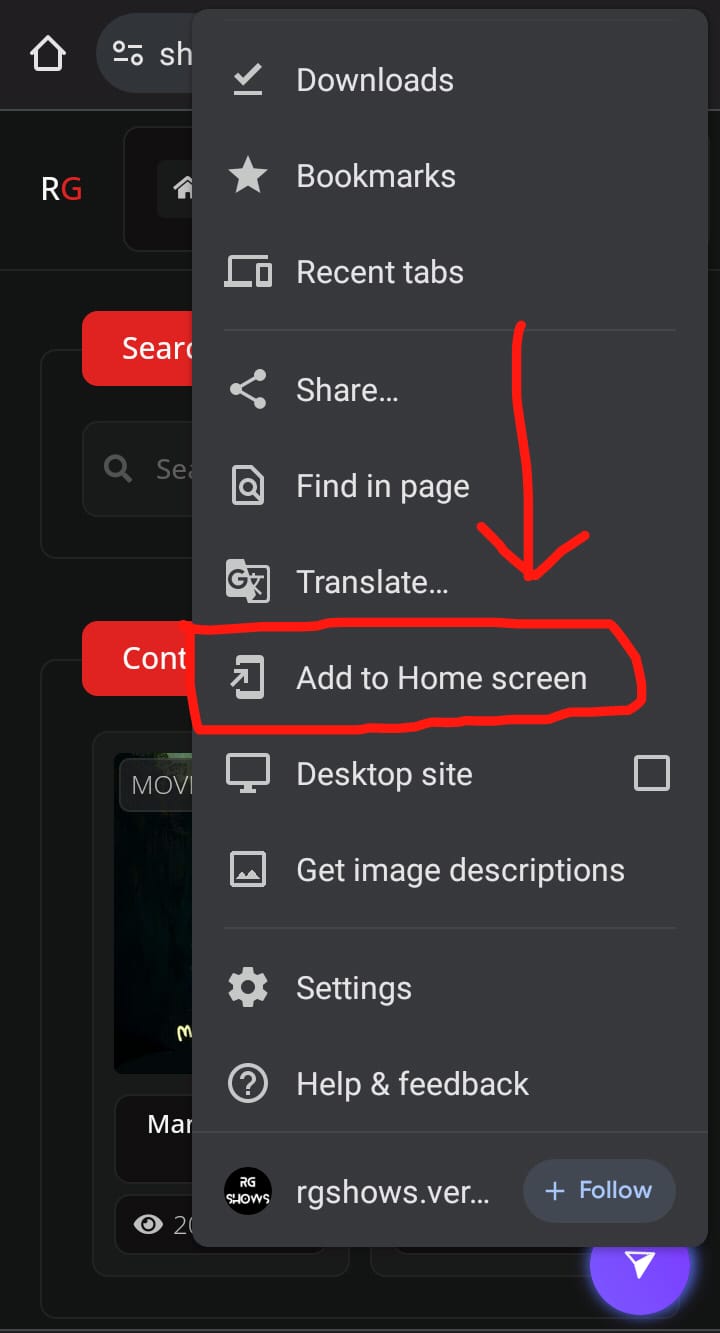 sh
Downloads
Bookmarks
RG
Recent tabs
Searc
Share...
Sea
Find in page
Translate...
Cont
Add to Home screen
MOVI
Desktop site
Get image descriptions
Settings
M
Help & feedback
Mar
RG
SHOWS
rgshows.ver...
+ Follow
20